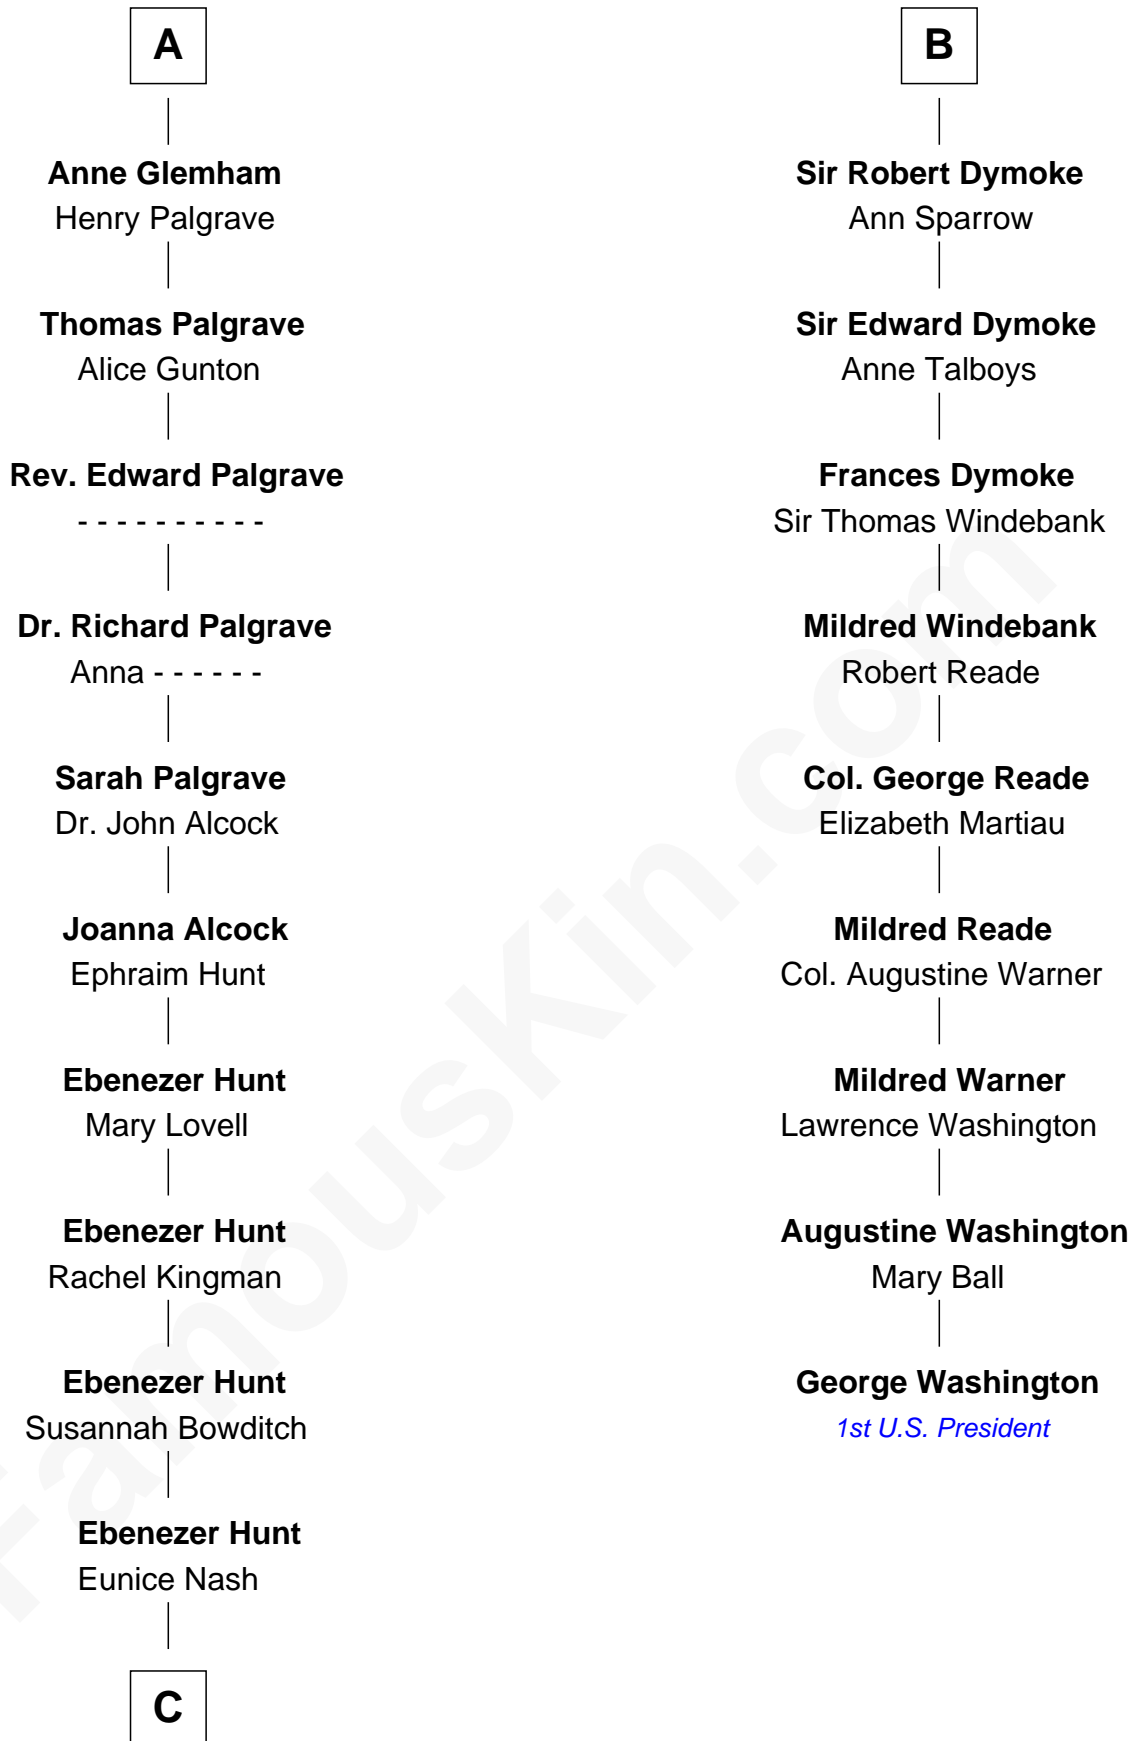 A
Anne Glemham
Henry Palgrave
Thomas Palgrave
Alice Gunton
Rev. Edward Palgrave
- - - - - - - - - -
Dr. Richard Palgrave
Anna - - - - - -
Sarah Palgrave
Dr. John Alcock
Joanna Alcock
Ephraim Hunt
Ebenezer Hunt
Mary Lovell
Ebenezer Hunt
Rachel Kingman
Ebenezer Hunt
Susannah Bowditch
Ebenezer Hunt
Eunice Nash
C
B
Sir Robert Dymoke
Ann Sparrow
Sir Edward Dymoke
Anne Talboys
Frances Dymoke
Sir Thomas Windebank
Mildred Windebank
Robert Reade
Col. George Reade
Elizabeth Martiau
Mildred Reade
Col. Augustine Warner
Mildred Warner
Lawrence Washington
Augustine Washington
Mary Ball
George Washington
1st U.S. President
FamousKin.com